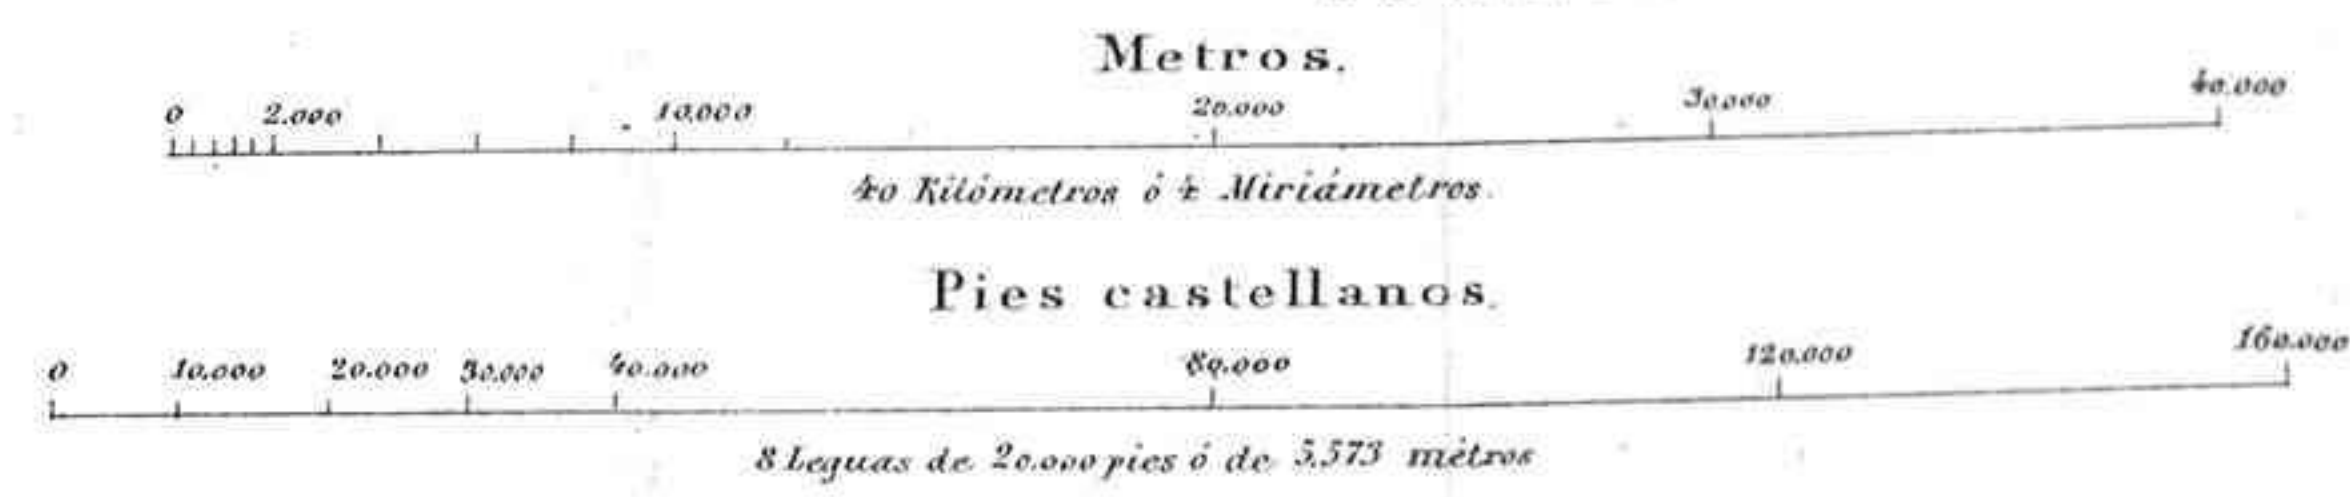 Metros.
0 2.000 10.000 20.000 30.000 40.000
40 Kilómetros ó 4 Miriámetros.
Pies castellanos.
0 10.000 20.000 30.000 40.000 80.000 120.000 160.000
8 Leguas de 20.000 pies ó de 5.573 métros